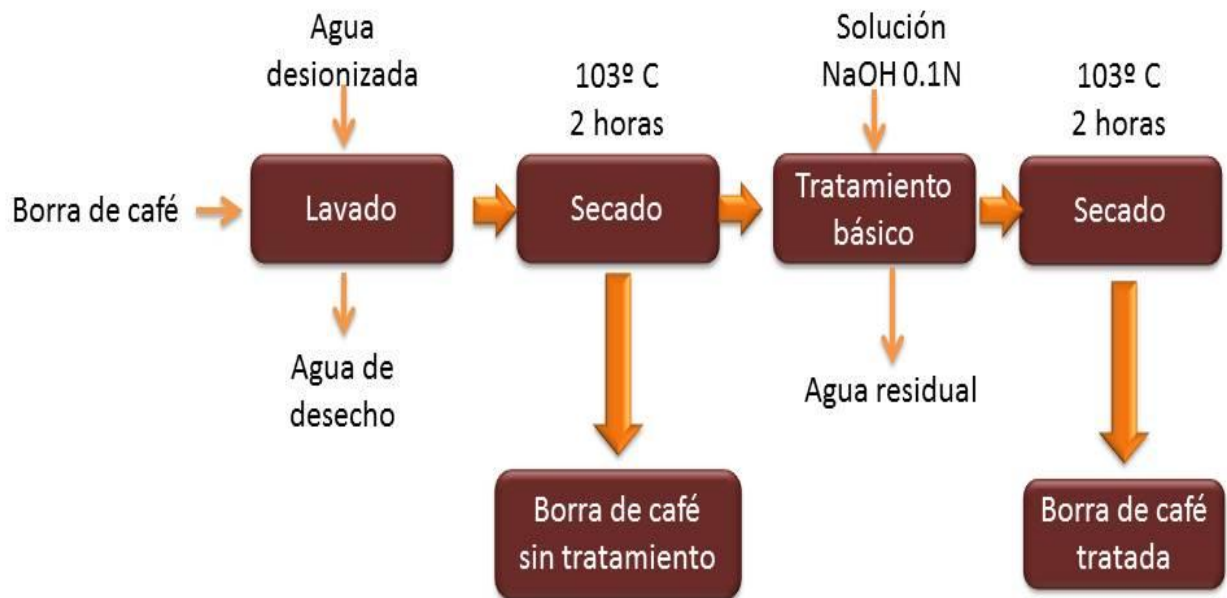 Agua
desionizada
103º C
2 horas
Solución
NaOH 0.1N
103º C
2 horas
Borra de café
Lavado
Secado
Tratamiento
básico
Secado
Agua de
desecho
Agua residual
Borra de café
sin tratamiento
Borra de café
tratada